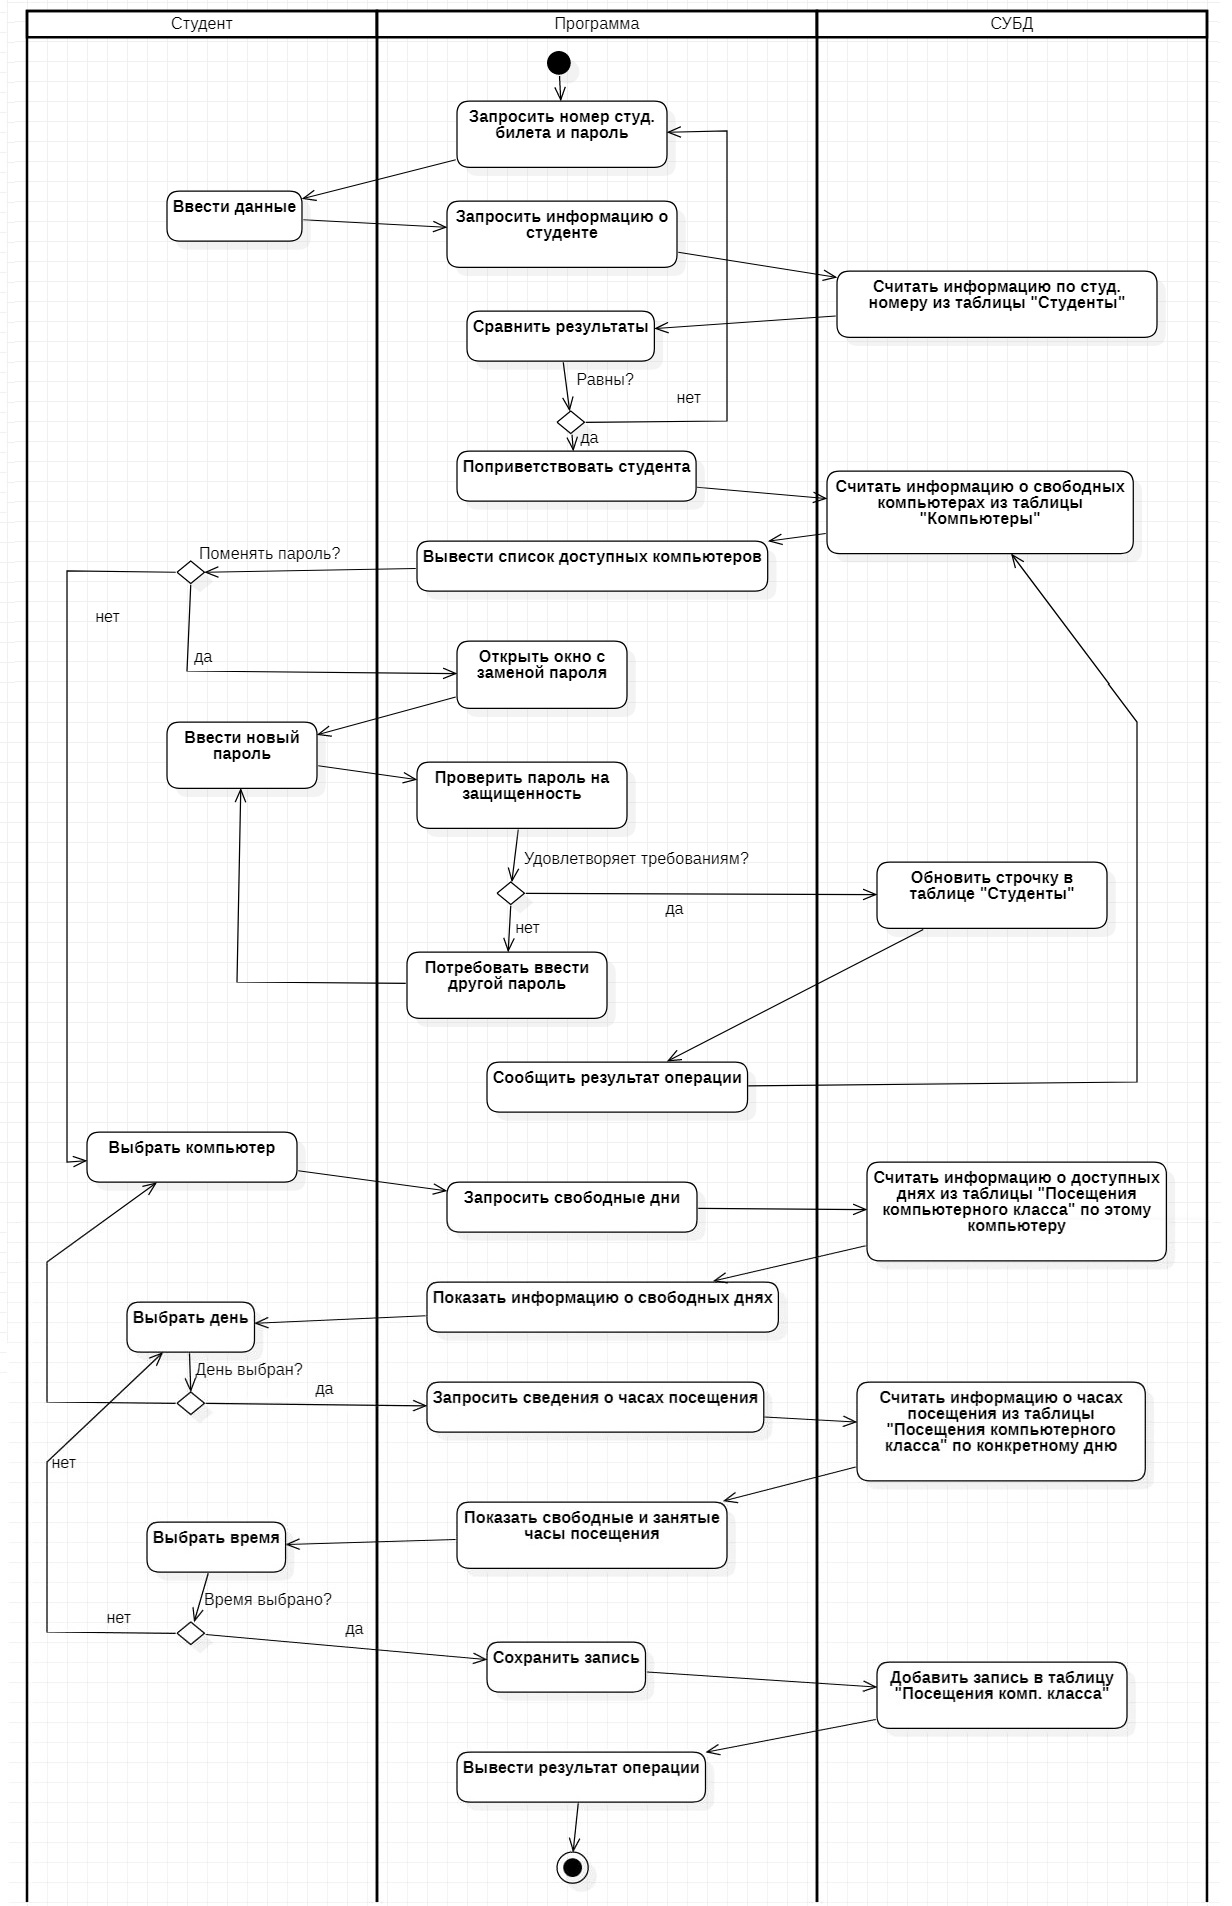 Студент
Программа
СУБД
Запросить номер студ.
билета и пароль
Ввести данные
Запросить информацию о
студенте
Считать информацию по студ.
номеру из таблицы "Студенты"
Сравнить результаты
Равны?
нет
да
Поприветствовать студента
Считать информацию о свободных
компьютерах из таблицы
"Компьютеры"
Вывести список доступных компьютеров
Поменять пароль?
нет
да
Открыть окно с
заменой пароля
Ввести новый
пароль
Проверить пароль на
защищенность
Удовлетворяет требованиям?
да
нет
Обновить строчку в
таблице "Студенты"
Потребовать ввести
другой пароль
Сообщить результат операции
Выбрать компьютер
Запросить свободные дни
Считать информацию о доступных
днях из таблицы "Посещения
компьютерного класса" по этому
компьютеру
Показать информацию о свободных днях
Выбрать день
День выбран?
да
нет
Запросить сведения о часах посещения
Считать информацию о часах
посещения из таблицы
"Посещения компьютерного
класса" по конкретному дню
Показать свободные и занятые
часы посещения
Выбрать время
Время выбрано?
нет
да
Сохранить запись
Добавить запись в таблицу
"Посещения комп. класса"
Вывести результат операции